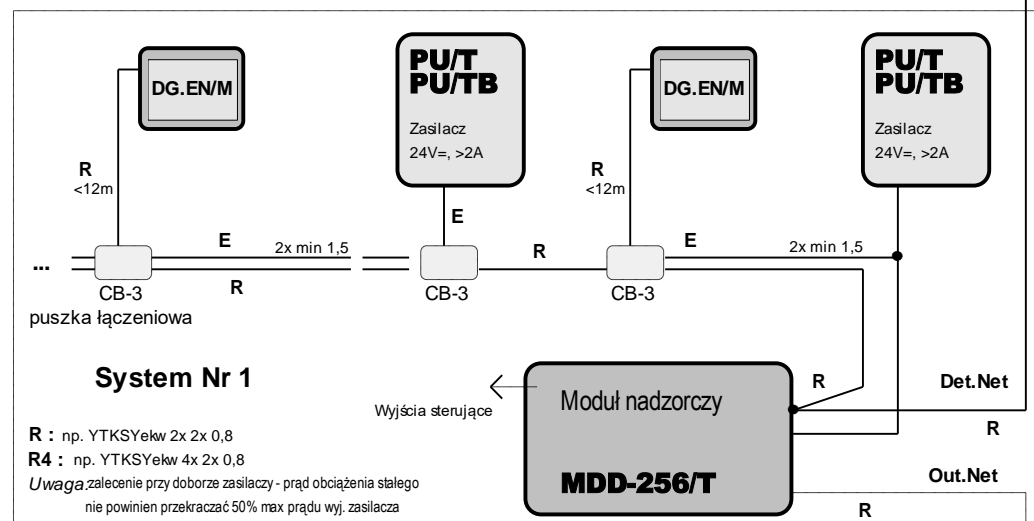 DG.EN/M
PU/T
PU/TB
Zasilacz
24V=, >2A
DG.EN/M
PU/T
PU/TB
Zasilacz
24V=, >2A
R
<12m
E
R
<12m
E
2x min 1,5
R
E
2x min 1,5
...
R
CB-3
CB-3
CB-3
puszka łączeniowa
System Nr 1
Wyjścia sterujące
Moduł nadzorczy
MDD-256/T
R
Det.Net
R
Out.Net
R
R : np. YTKSYekw 2x 2x 0,8
R4 : np. YTKSYekw 4x 2x 0,8
Uwaga:zalecenie przy doborze zasilaczy - prąd obciążenia stałego
nie powinien przekraczać 50% max prądu wyj. zasilacza